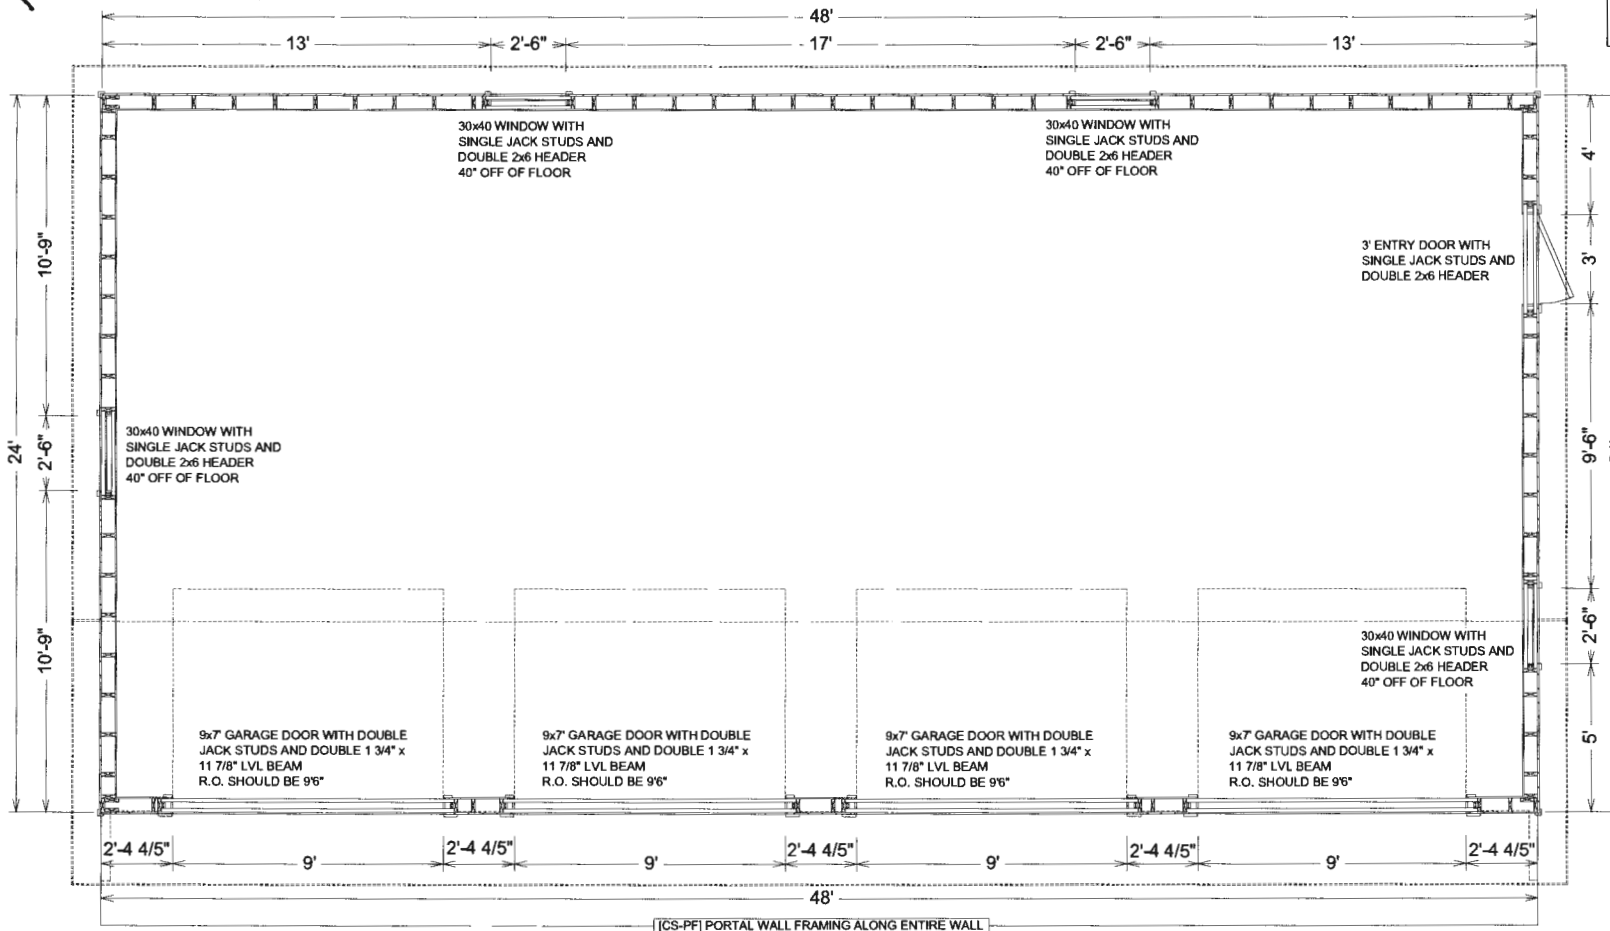 48'
13'
2'-6"
17'
2'-6"
13'
30x40 WINDOW WITH
SINGLE JACK STUDS AND
DOUBLE 2x6 HEADER
40" OFF OF FLOOR
30x40 WINDOW WITH
SINGLE JACK STUDS AND
DOUBLE 2x6 HEADER
40" OFF OF FLOOR
4'
3' ENTRY DOOR WITH
SINGLE JACK STUDS AND
DOUBLE 2x6 HEADER
3'
10'-9"
24'
2'-6"
30x40 WINDOW WITH
SINGLE JACK STUDS AND
DOUBLE 2x6 HEADER
40" OFF OF FLOOR
9'-6"
10'-9"
2'-6"
30x40 WINDOW WITH
SINGLE JACK STUDS AND
DOUBLE 2x6 HEADER
40" OFF OF FLOOR
5'
9x7' GARAGE DOOR WITH DOUBLE
JACK STUDS AND DOUBLE 1 3/4" x
11 7/8" LVL BEAM
R.O. SHOULD BE 9'6"
9x7' GARAGE DOOR WITH DOUBLE
JACK STUDS AND DOUBLE 1 3/4" x
11 7/8" LVL BEAM
R.O. SHOULD BE 9'6"
9x7' GARAGE DOOR WITH DOUBLE
JACK STUDS AND DOUBLE 1 3/4" x
11 7/8" LVL BEAM
R.O. SHOULD BE 9'6"
9x7' GARAGE DOOR WITH DOUBLE
JACK STUDS AND DOUBLE 1 3/4" x
11 7/8" LVL BEAM
R.O. SHOULD BE 9'6"
2'-4 4/5"
9'
2'-4 4/5"
9'
2'-4 4/5"
9'
2'-4 4/5"
9'
2'-4 4/5"
48'
[CS-PF] PORTAL WALL FRAMING ALONG ENTIRE WALL